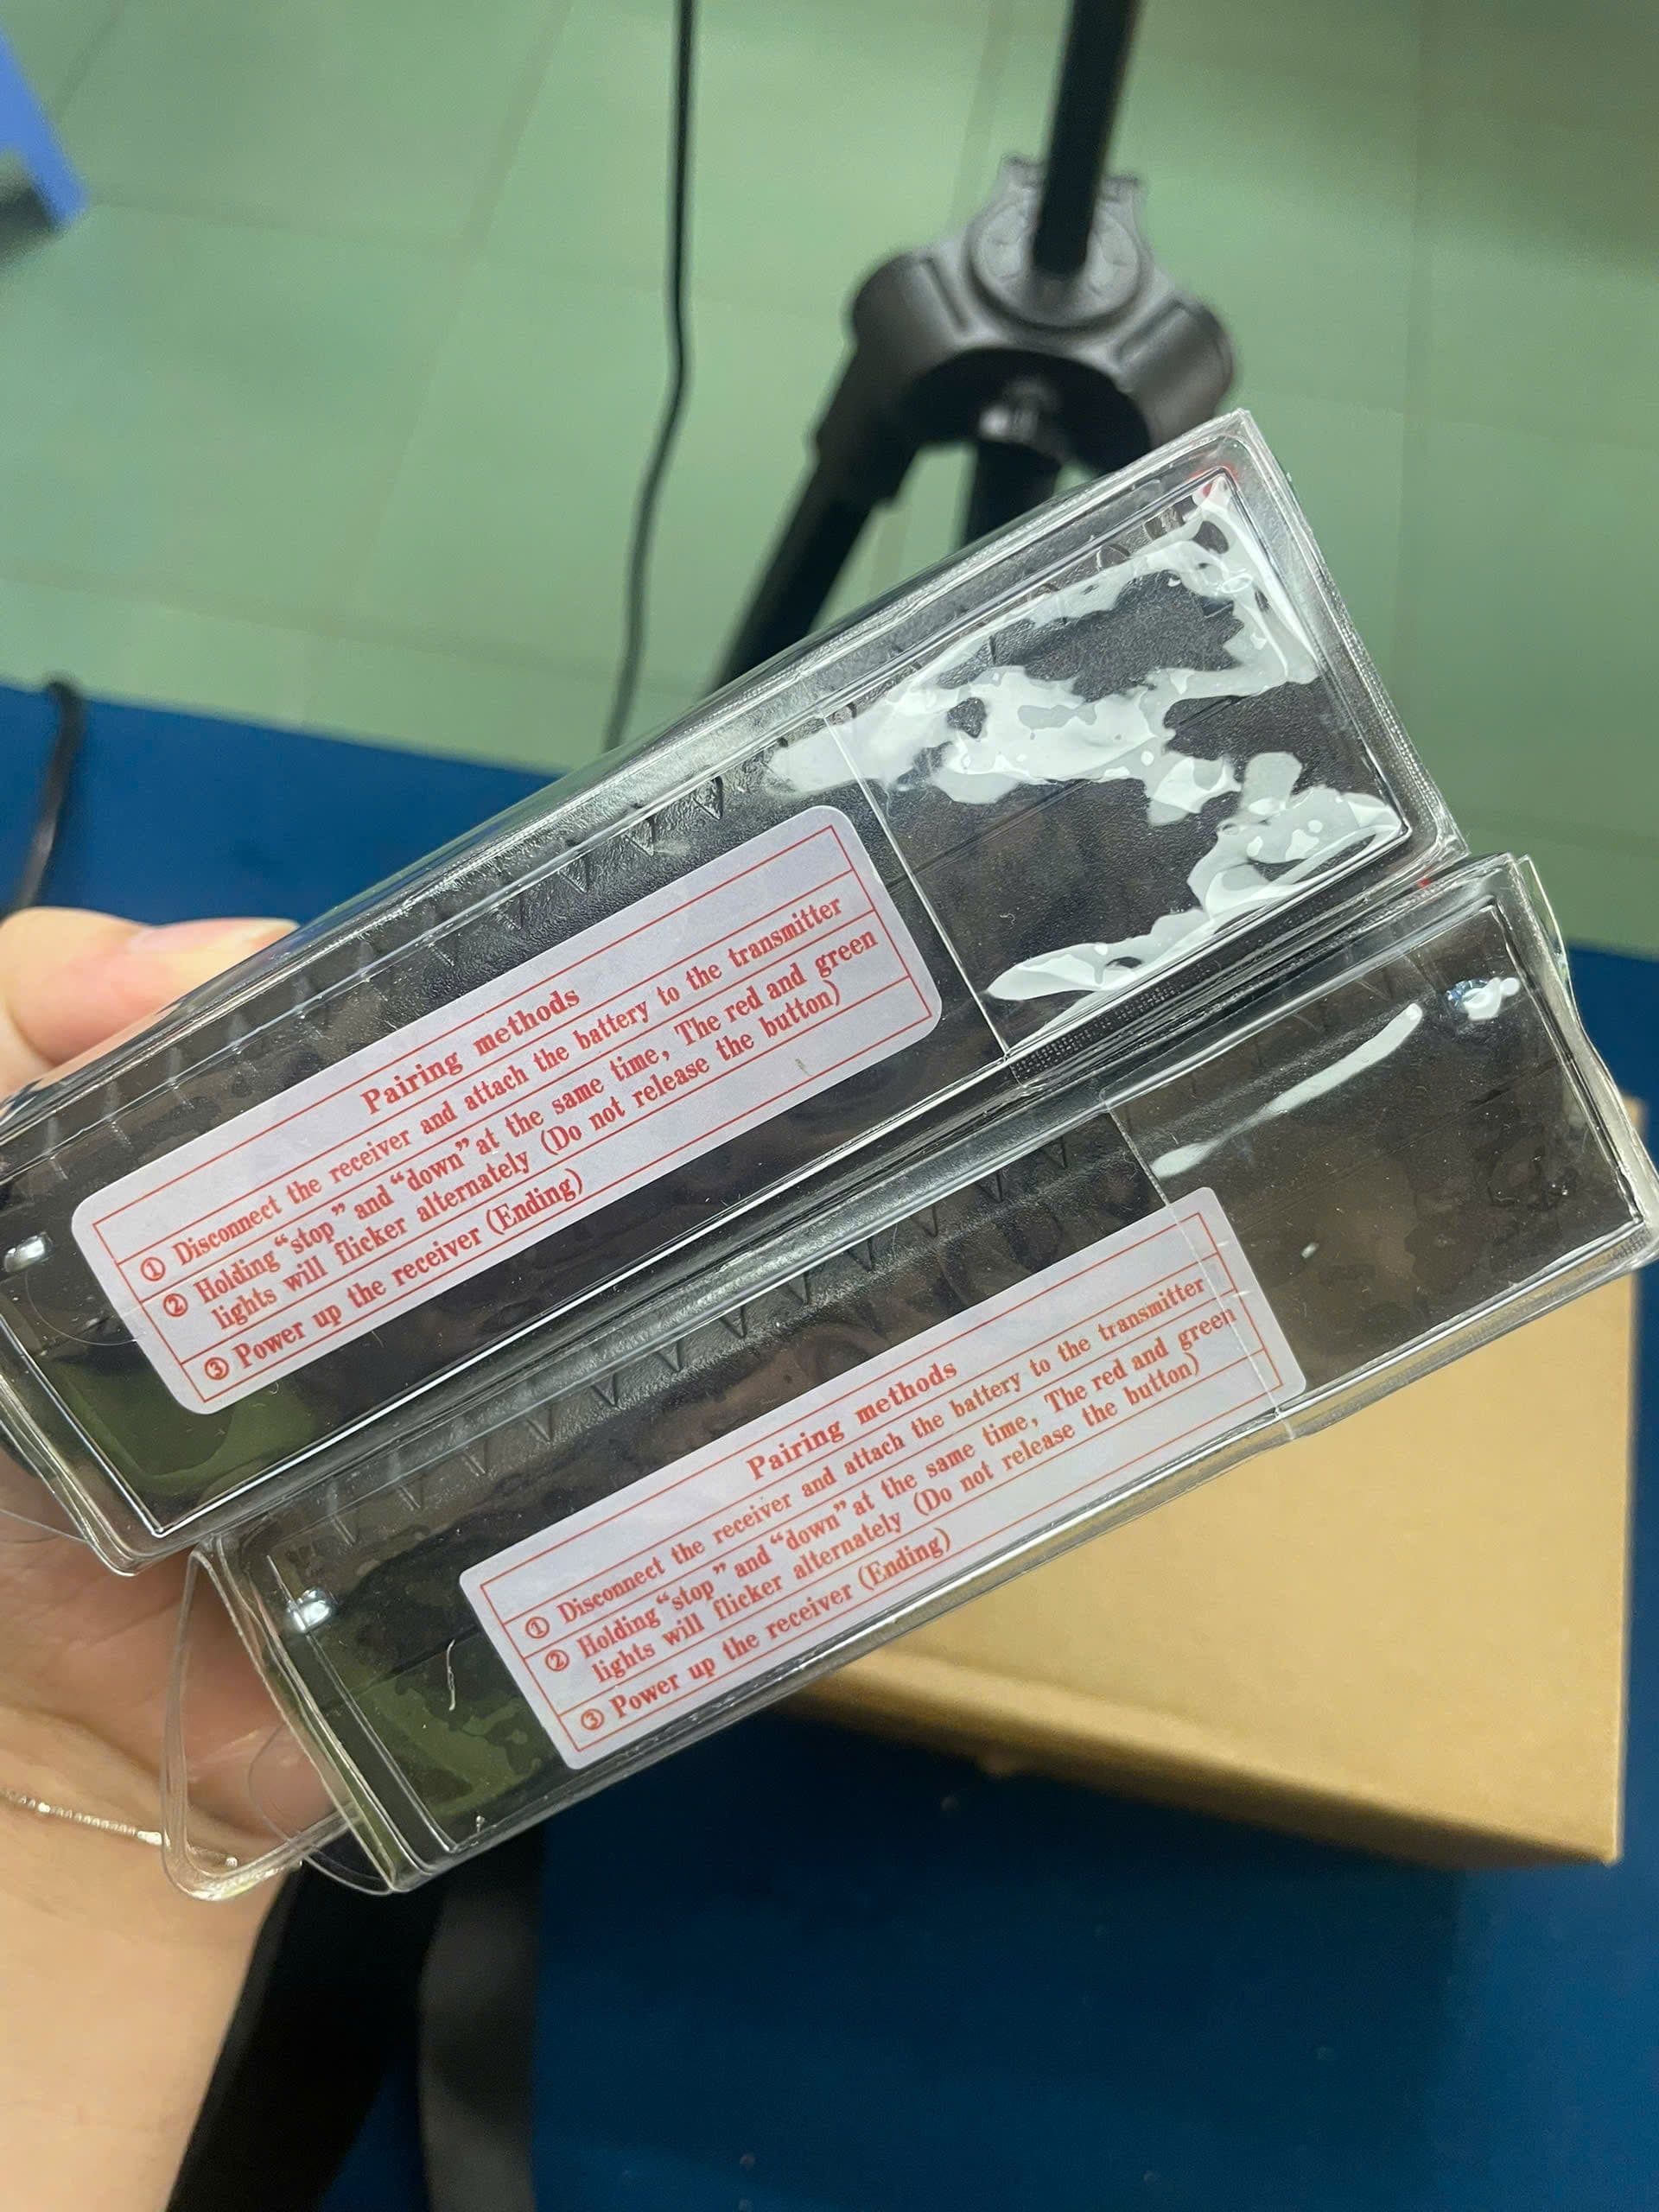 Pairing methods
① Disconnect the receiver and attach the battery to the transmitter
② Holding“stop” and“down”at the same time, The red and green
lights will flicker alternately (Do not release the button)
③ Power up the receiver (Ending)
Pairing methods
① Disconnect the receiver and attach the battery to the transmitter
② Holding“stop” and“down”at the same time, The red and green
lights will flicker alternately (Do not release the button)
③ Power up the receiver (Ending)